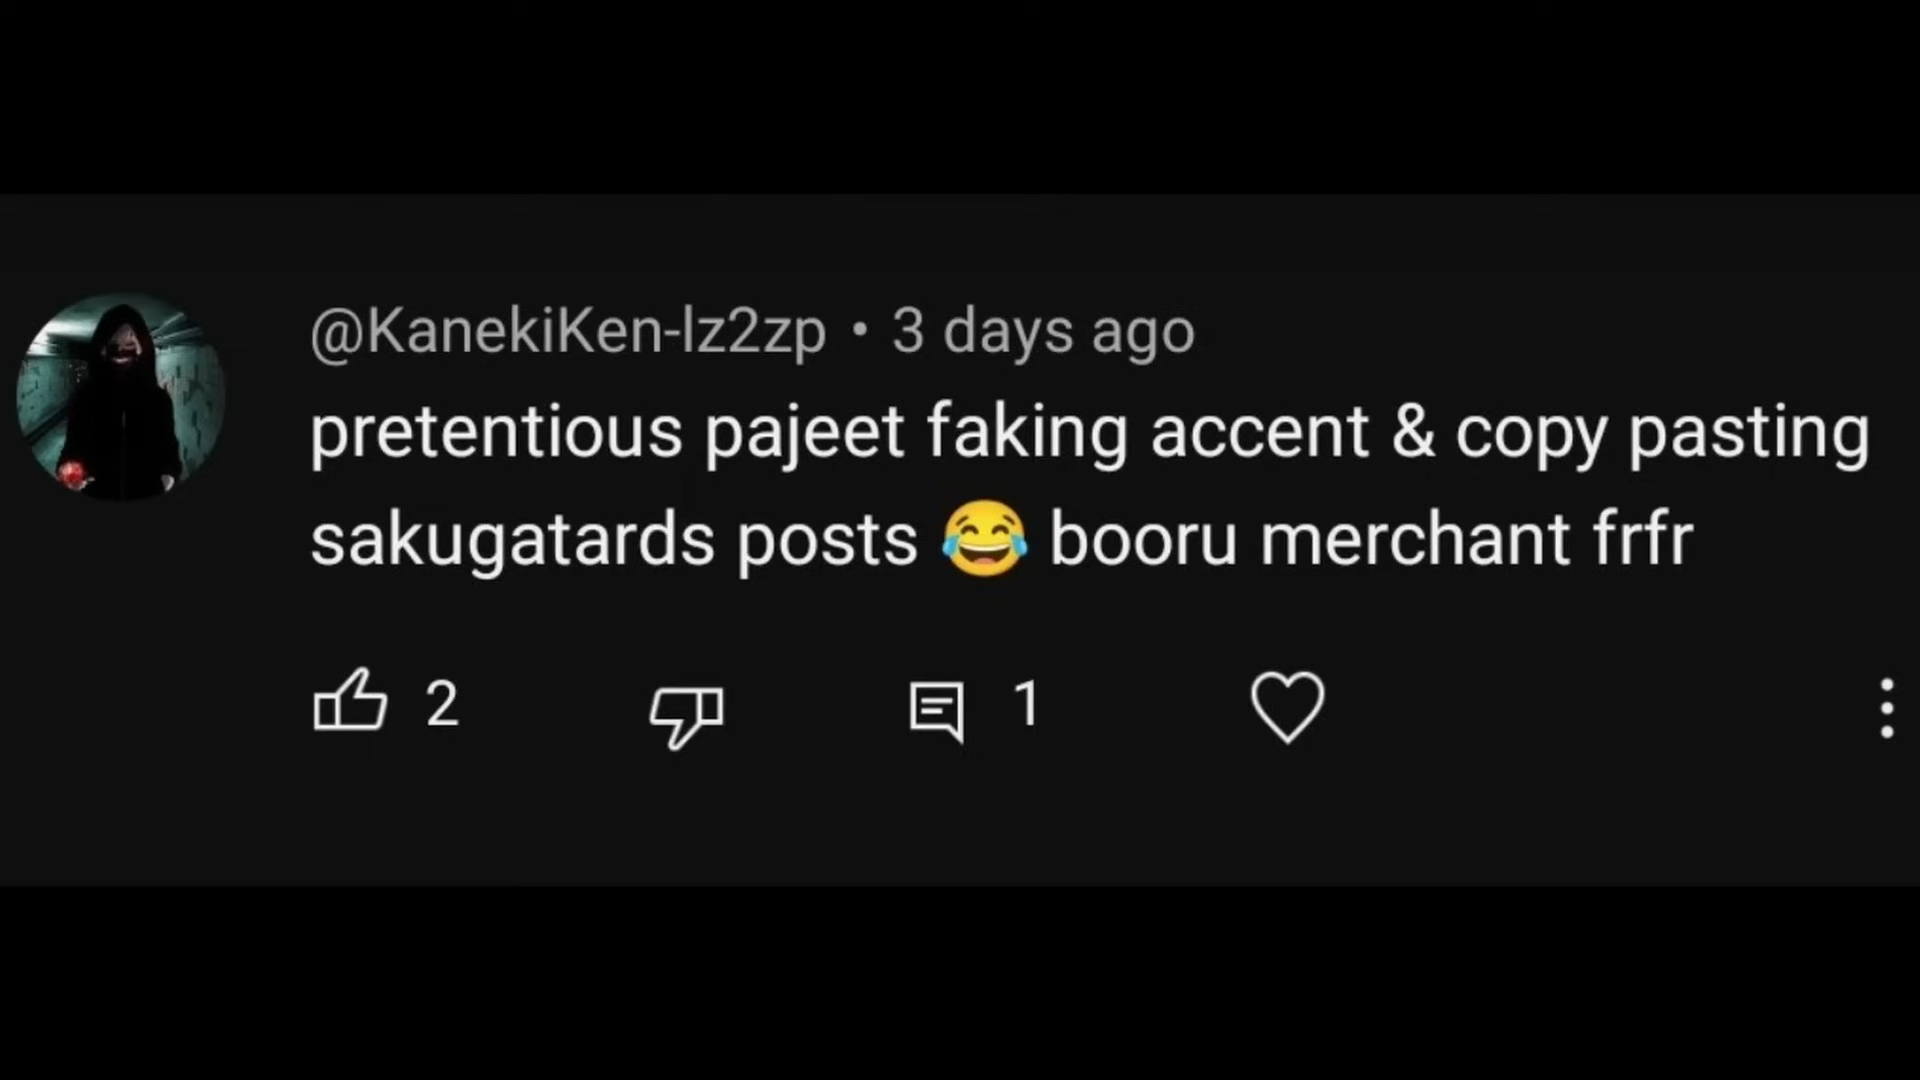 @KanekiKen-lz2zp • 3 days ago
pretentious pajeet faking accent & copy pasting
sakugatards posts 😂 booru merchant frfr
2
1